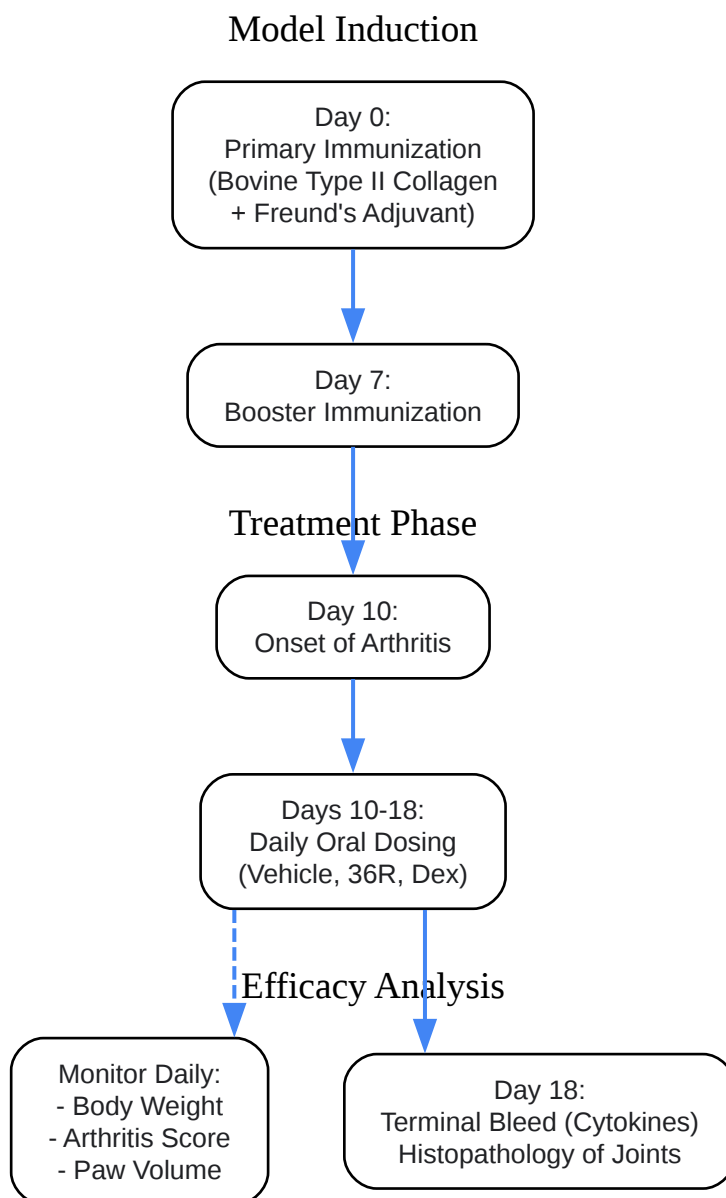 Model Induction
Day 0:
Primary Immunization
(Bovine Type II Collagen
+ Freund's Adjuvant)
Day 7:
Booster Immunization
Treatment Phase
Day 10:
Onset of Arthritis
Days 10-18:
Daily Oral Dosing
(Vehicle, 36R, Dex)
Efficacy Analysis
Monitor Daily:
- Body Weight
- Arthritis Score
- Paw Volume
Day 18:
Terminal Bleed (Cytokines)
Histopathology of Joints